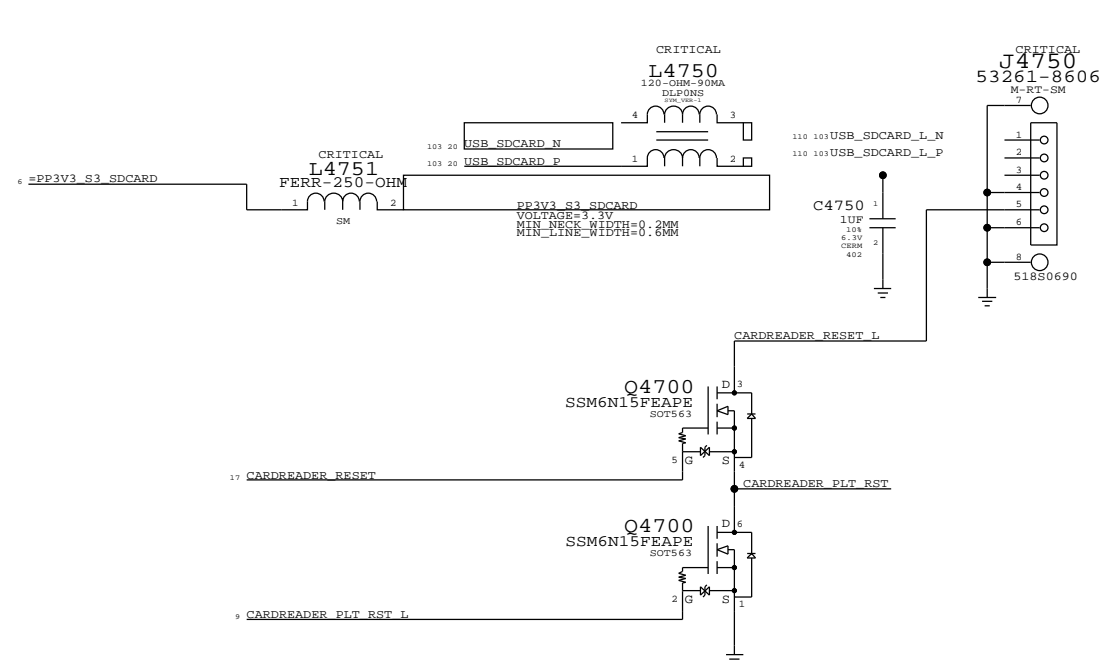 CRITICAL
L4750
120-OHM-90MA
DLP0NS
SYM_VER-1
4
3
CRITICAL
J4750
53261-8606
M-RT-SM
7
103 20 USB_SDCARD_N
103 20 USB_SDCARD_P
1
2
110 103 USB_SDCARD_L_N
110 103 USB_SDCARD_L_P
1
2
3
4
5
6
8
518S0690
6 =PP3V3_S3_SDCARD
CRITICAL
L4751
FERR-250-OHM
1
2
SM
PP3V3_S3_SDCARD
VOLTAGE=3.3V
MIN_NECK_WIDTH=0.2MM
MIN_LINE_WIDTH=0.6MM
C4750
1UF
10%
6.3V
CERM
402
1
2
CARDREADER_RESET_L
Q4700
SSM6N15FEAPE
SOT563
D 3
5 G
S 4
17 CARDREADER_RESET
CARDREADER_PLT_RST
Q4700
SSM6N15FEAPE
SOT563
D 6
2 G
S 1
9 CARDREADER_PLT_RST_L